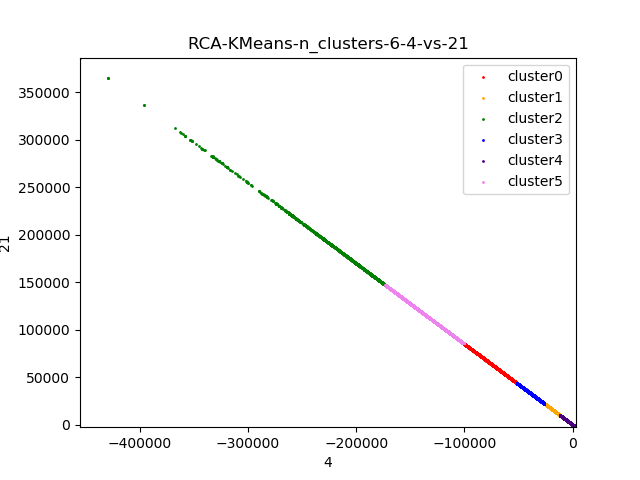 RCA-KMeans-n_clusters-6-4-vs-21
cluster0
cluster1
cluster2
cluster3
cluster4
cluster5
350000
300000
250000
200000
150000
100000
50000
0
21
−400000 −300000 −200000 −100000 0
4